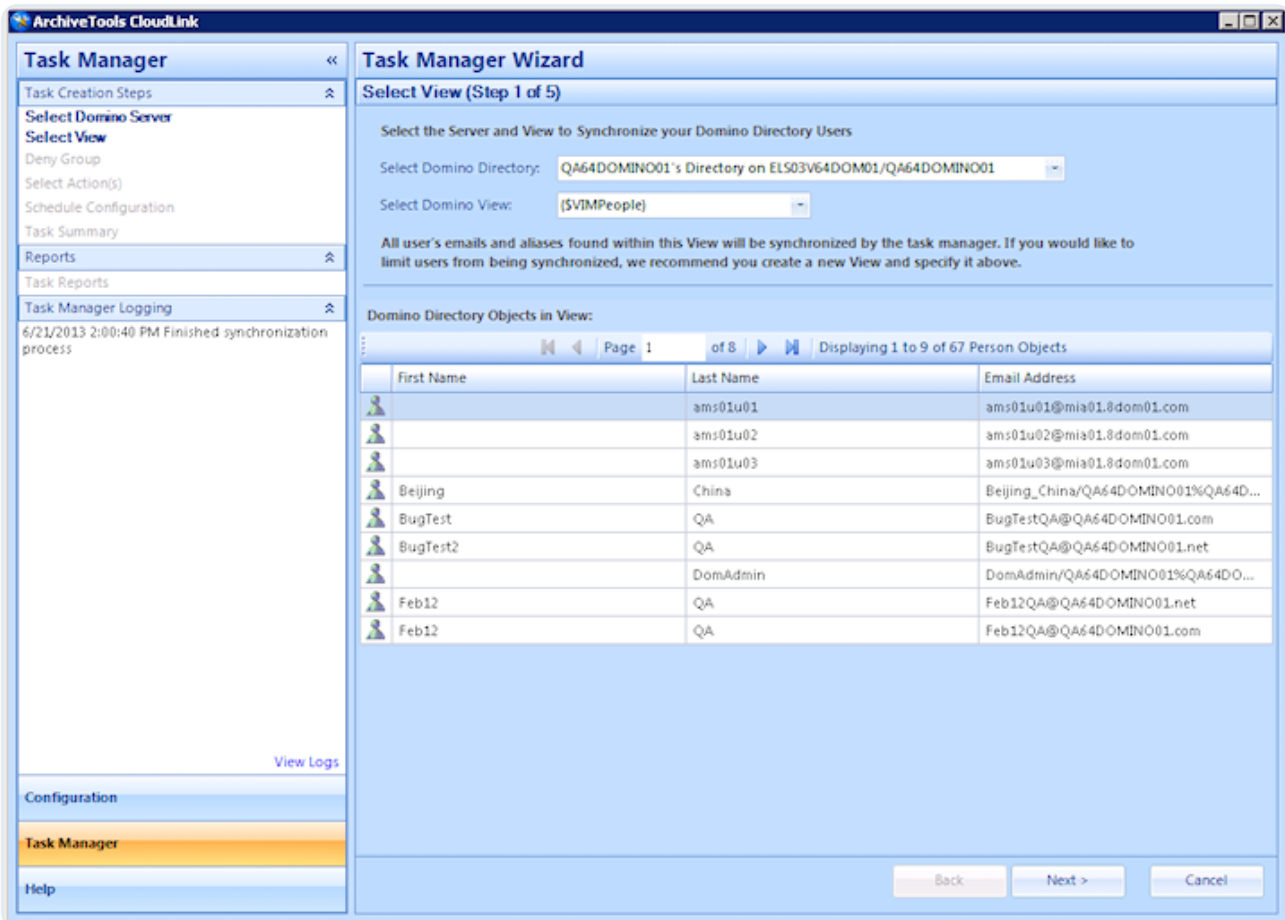 ArchiveTools CloudLink
Task Manager «
Task Creation Steps
Select Domino Server
Select View
Deny Group
Select Action(s)
Schedule Configuration
Task Summary
Reports
Task Reports
Task Manager Logging
6/21/2013 2:00:40 PM Finished synchronization
process
View Logs
Configuration
Task Manager
Help
Task Manager Wizard
Select View (Step 1 of 5)
Select the Server and View to Synchronize your Domino Directory Users
Select Domino Directory: QA64DOMINO01's Directory on ELS03V64DOM01/QA64DOMINO01
Select Domino View: ($VIMPeople)
All user's emails and aliases found within this View will be synchronized by the task manager. If you would like to
limit users from being synchronized, we recommend you create a new View and specify it above.
Domino Directory Objects in View:
Page 1 of 8 Displaying 1 to 9 of 67 Person Objects
First Name Last Name Email Address
ams01u01 ams01u01@mia01.8dom01.com
ams01u02 ams01u02@mia01.8dom01.com
ams01u03 ams01u03@mia01.8dom01.com
Beijing China Beijing_China/QA64DOMINO01%QA64D...
BugTest QA BugTestQA@QA64DOMINO01.com
BugTest2 QA BugTestQA@QA64DOMINO01.net
DomAdmin DomAdmin/QA64DOMINO01%QA64DO...
Feb12 QA Feb12QA@QA64DOMINO01.net
Feb12 QA Feb12QA@QA64DOMINO01.com
Back Next > Cancel